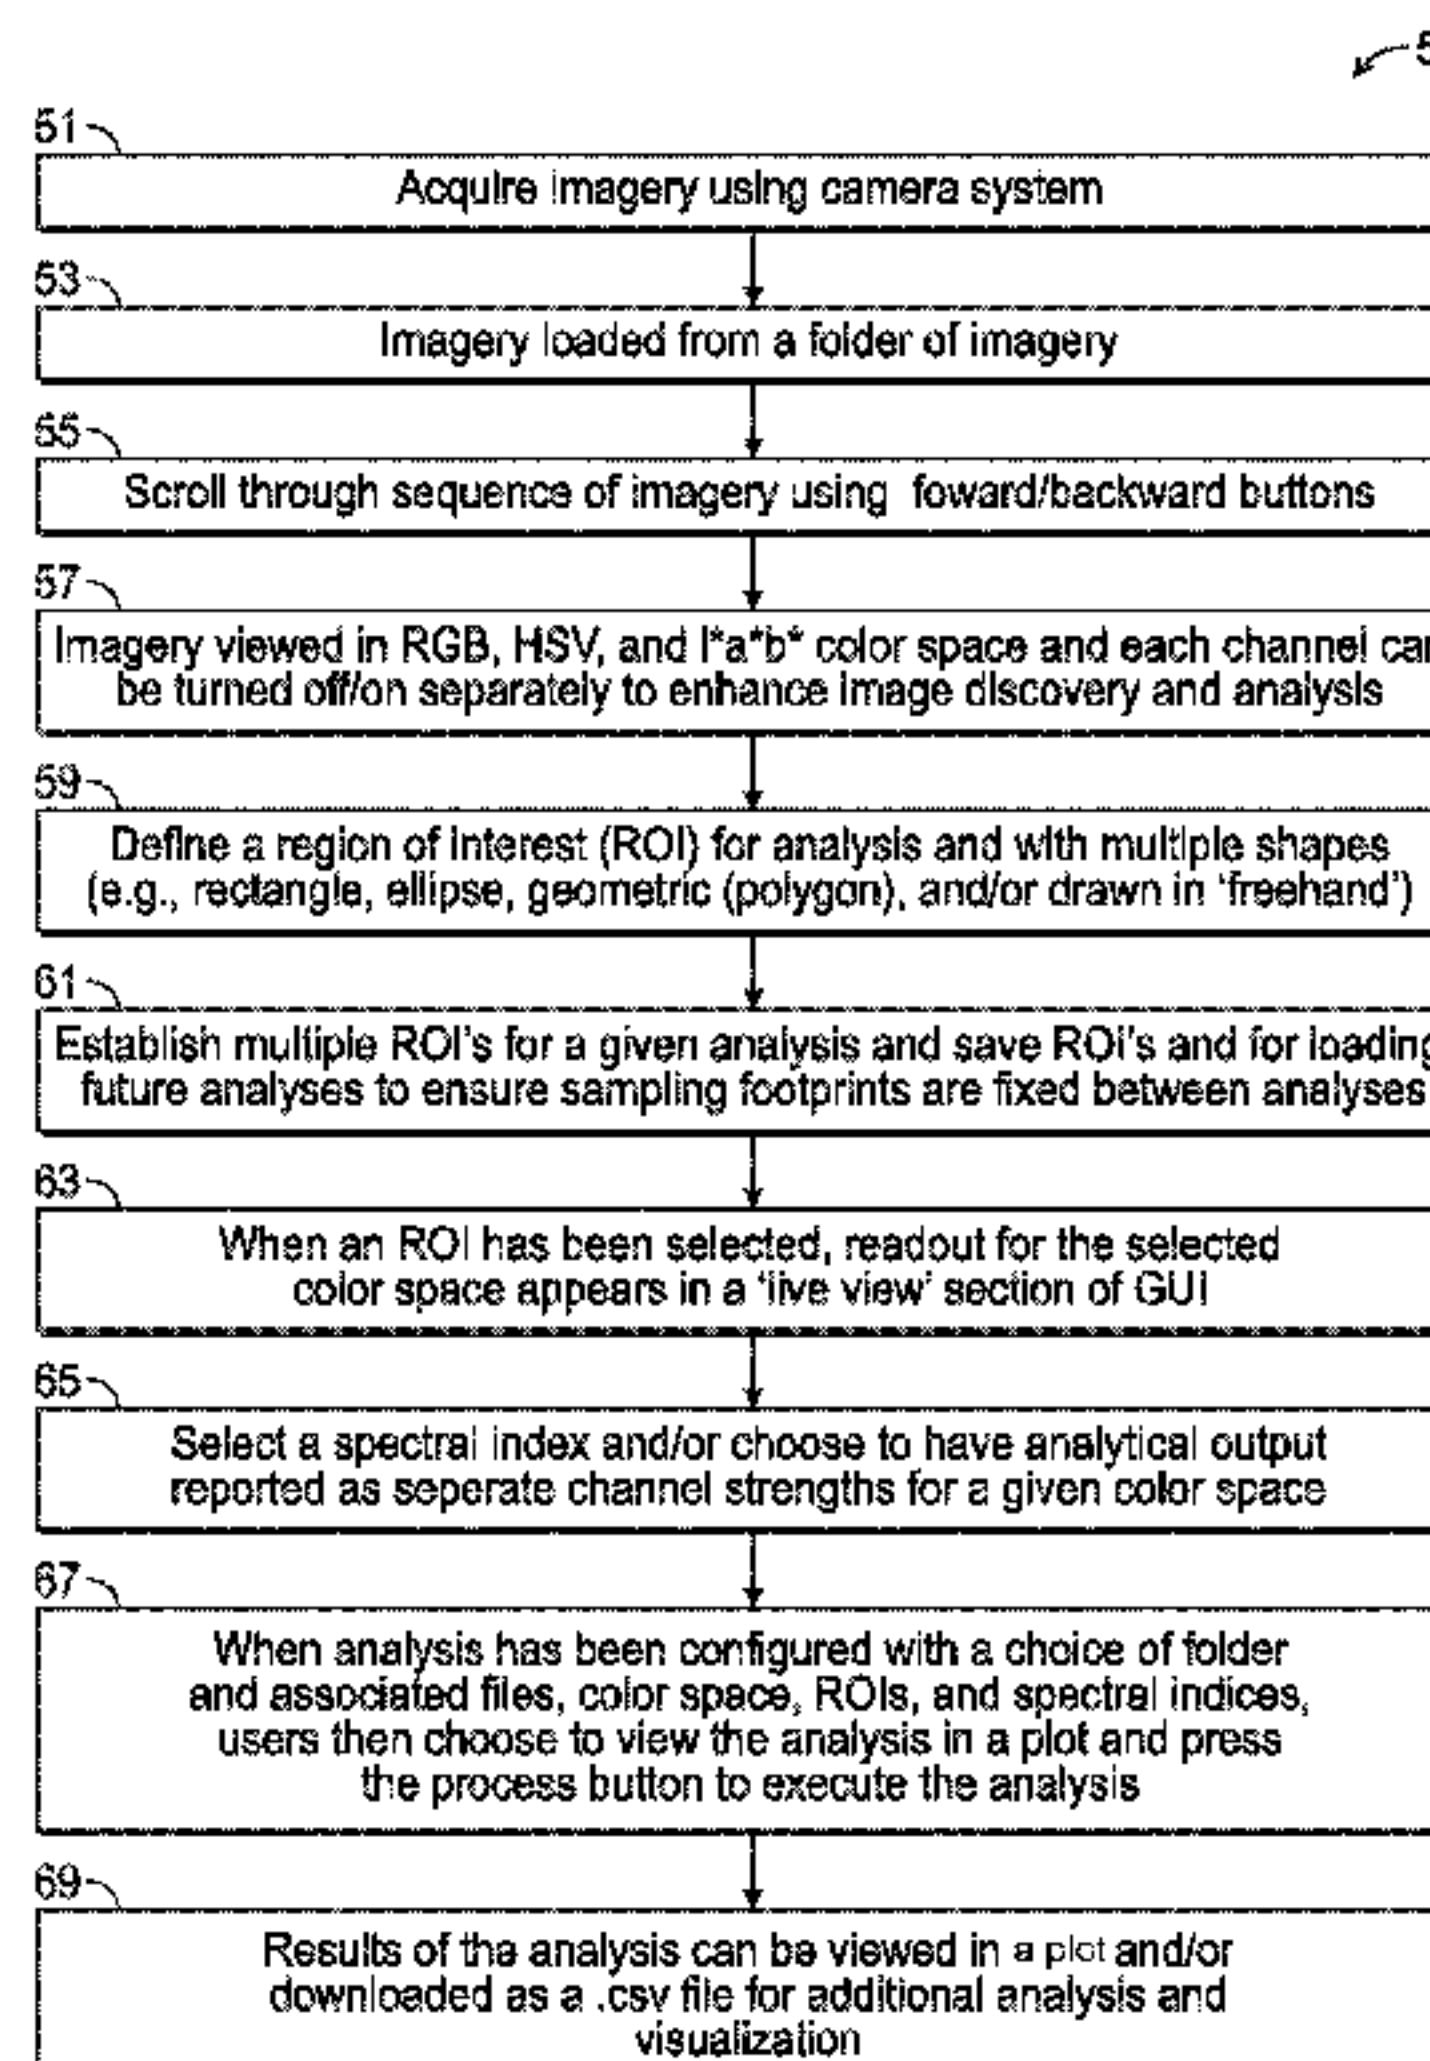 5
51
Acquire imagery using camera system
53
Imagery loaded from a folder of imagery
55
Scroll through sequence of imagery using foward/backward buttons
57
Imagery viewed in RGB, HSV, and l*a*b* color space and each channel
be turned off/on separately to enhance image discovery and analysis
59
Define a region of interest (ROI) for analysis and with multiple shapes
(e.g., rectangle, ellipse, geometric (polygon), and/or drawn in ‘freehand’)
61
Establish multiple ROI’s for a given analysis and save ROI’s and for loading
future analyses to ensure sampling footprints are fixed between analyses
63
When an ROI has been selected, readout for the selected
color space appears in a ‘live view’ section of GUI
65
Select a spectral index and/or choose to have analytical output
reported as seperate channel strengths for a given color space
67
When analysis has been configured with a choice of folder
and associated files, color space, ROIs, and spectral indices,
users then choose to view the analysis in a plot and press
the process button to execute the analysis
69
Results of the analysis can be viewed in a plot and/or
downloaded as a .csv file for additional analysis and
visualization